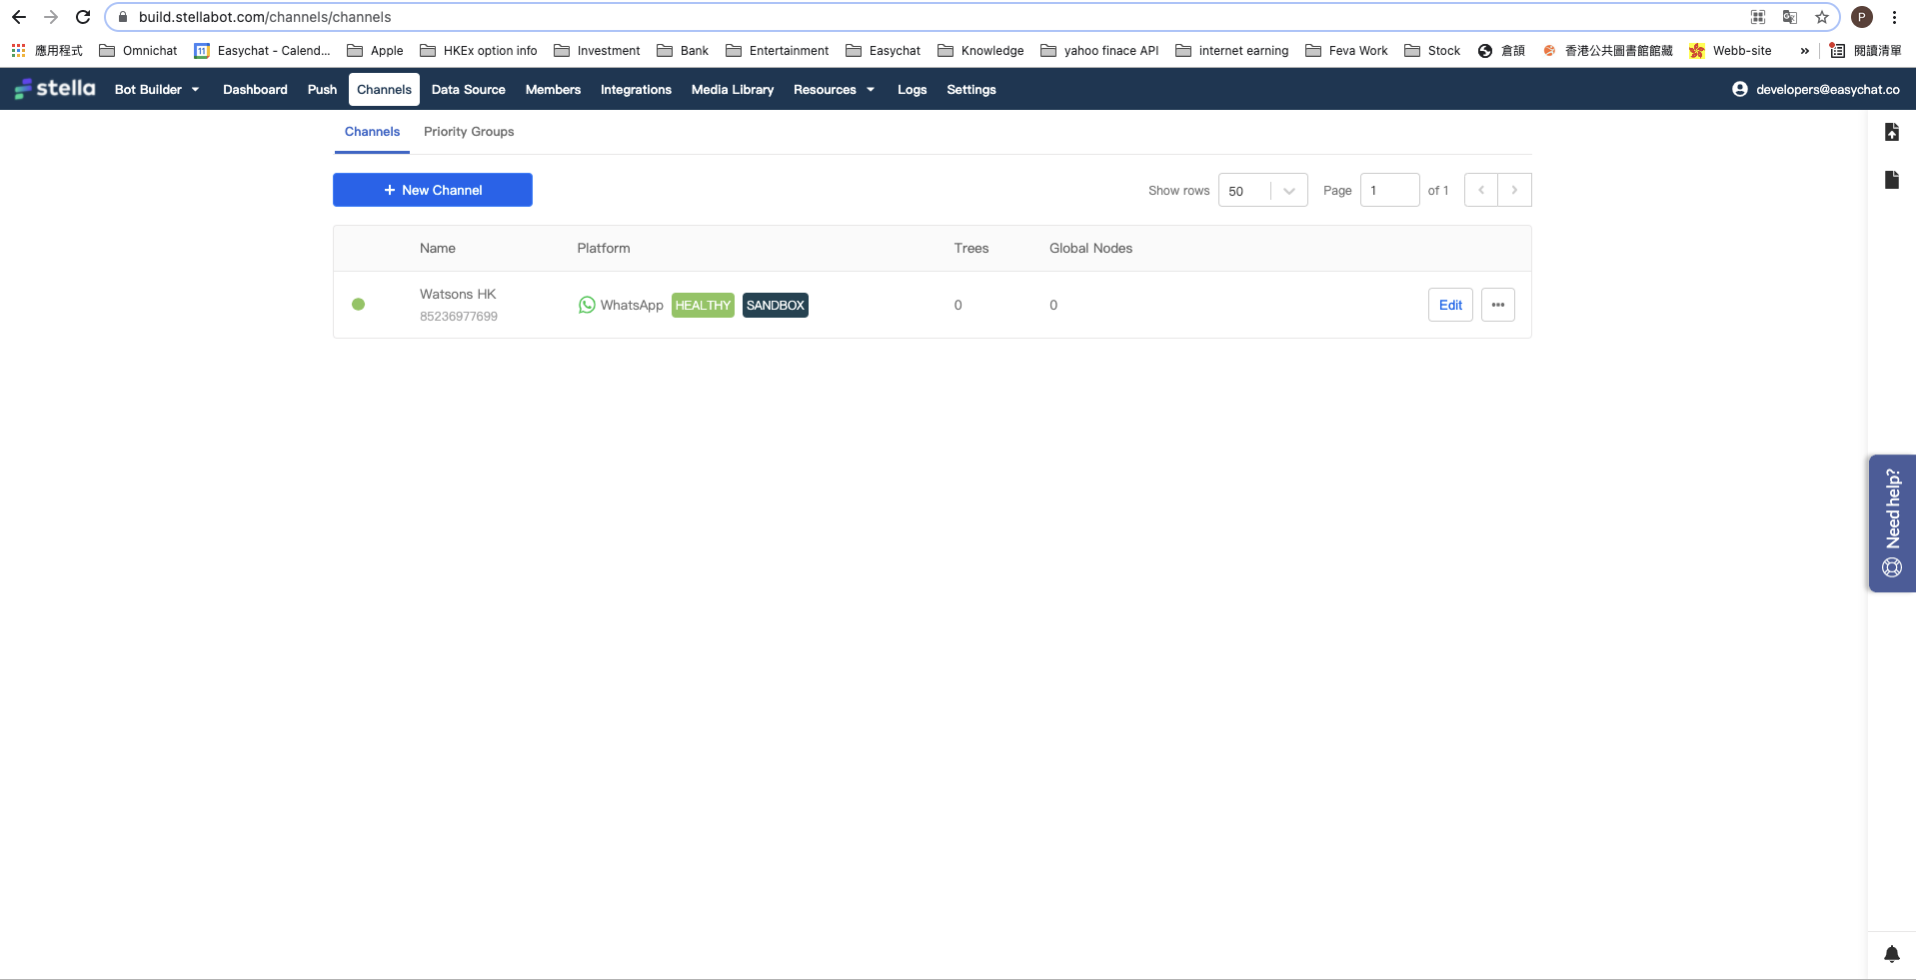 build.stellabot.com/channels/channels
P
應用程式 Omnichat 11 Easychat - Calend... Apple HKEx option info Investment Bank Entertainment Easychat Knowledge yahoo finace API internet earning Feva Work Stock 倉頡 香港公共圖書館館藏 Webb-site » 閱讀清單
stella Bot Builder Dashboard Push Channels Data Source Members Integrations Media Library Resources Logs Settings developers@easychat.co
Channels Priority Groups
+ New Channel Show rows 50 Page 1 of 1 < >
Name Platform Trees Global Nodes
Watsons HK
85236977699
WhatsApp HEALTHY SANDBOX 0 0 Edit •••
Need help?